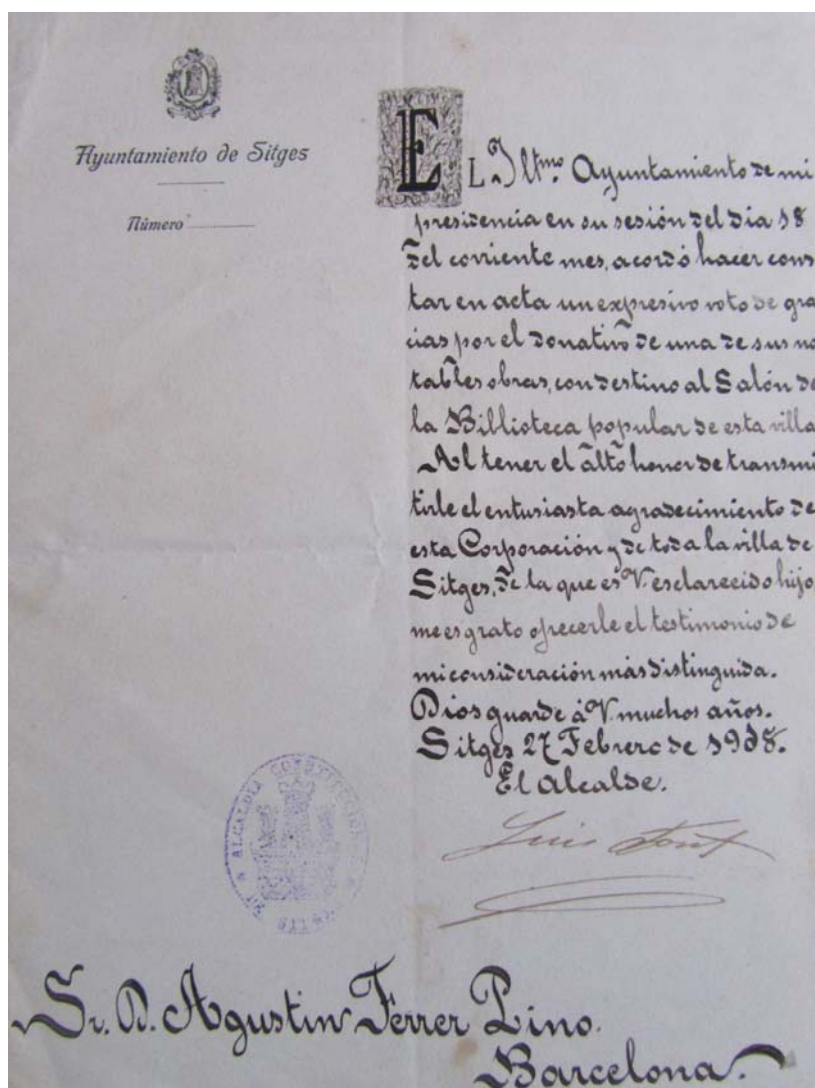 Ayuntamiento de Sitges
Número
EL Iltmo. Ayuntamiento de mi
presidencia en su sesión del dia 18
del corriente mes, acordó hacer cons
tar en acta un expresivo voto de gra
cias por el donativo de una de sus no
tables obras, con destino al Salón de
la Biblioteca popular de esta villa
Al tener el alto honor de transmi
tirle el entusiasta agradecimiento de
esta Corporación y de toda la villa de
Sitges, de la que es V. esclarecido hijo,
me es grato ofrecerle el testimonio de
mi consideración más distinguida.
Dios guarde á V. muchos años.
Sitges 27 Febrero de
El Alcalde.
Luis Font
ALCALDIA CONSTITUCIONAL
SITGES
Sr. D. Agustin Ferrer Pino.
Barcelona.